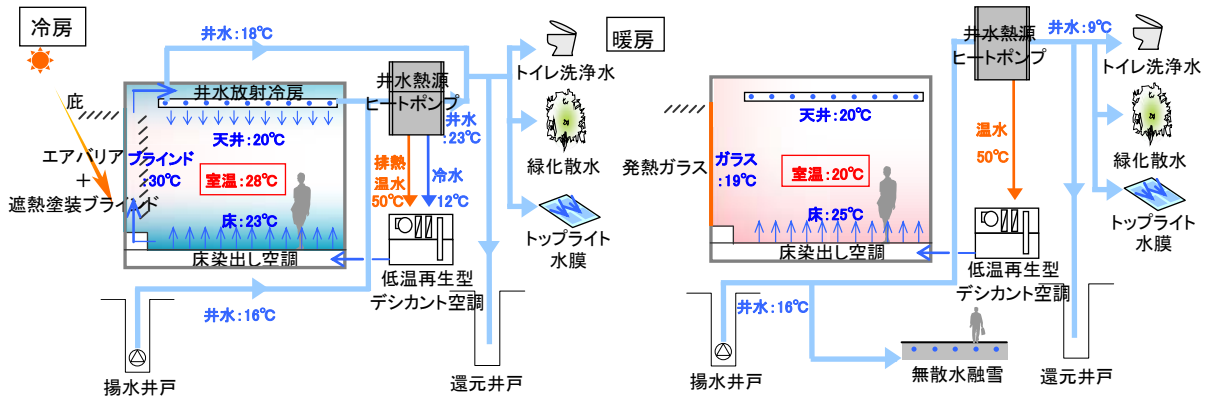 冷房
井水：18℃
庇
井水放射冷房
天井：20℃
井水熱源
ヒートポンプ
井水
：23℃
エアバリア
＋
遮熱塗装ブラインド
ブラインド
：30℃
室温：28℃
床：23℃
排熱
温水
50℃
冷水
12℃
床染出し空調
低温再生型
デシカント空調
井水：16℃
揚水井戸
還元井戸
トイレ洗浄水
緑化散水
トップライト
水膜
暖房
井水熱源
ヒートポンプ
井水：9℃
天井：20℃
発熱ガラス
ガラス
：19℃
室温：20℃
床：25℃
温水
50℃
床染出し空調
低温再生型
デシカント空調
井水：16℃
揚水井戸
無散水融雪
還元井戸
トイレ洗浄水
緑化散水
トップライト
水膜